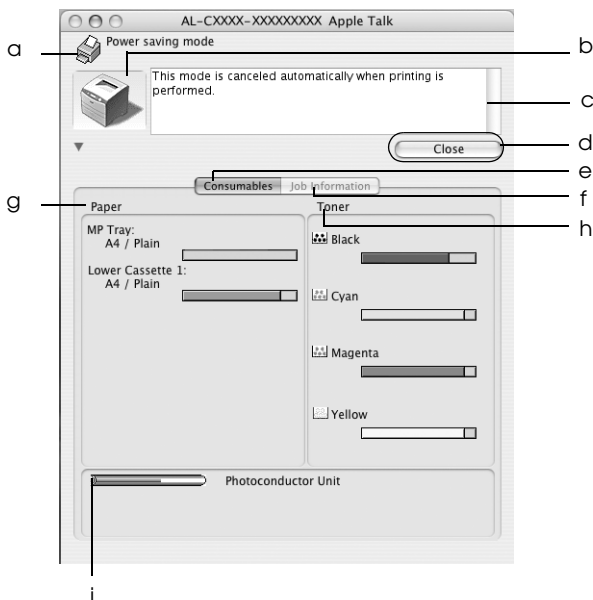 AL-CXXXX-XXXXXXXXX Apple Talk
a
Power saving mode
b
This mode is canceled automatically when printing is
performed.
c
Close
d
e
Consumables
Job Information
f
g
Paper
Toner
h
MP Tray:
A4 / Plain
Lower Cassette 1:
A4 / Plain
Black
Cyan
Magenta
Yellow
Photoconductor Unit
i